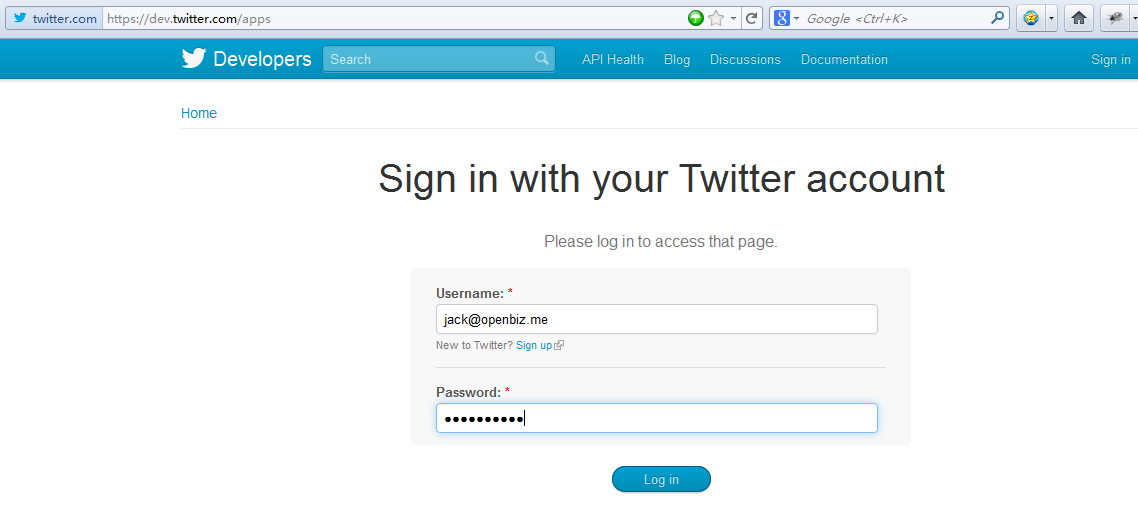 twitter.com https://dev.twitter.com/apps Google <Ctrl+K>
Developers Search API Health Blog Discussions Documentation Sign in
Home
Sign in with your Twitter account
Please log in to access that page.
Username: *
jack@openbiz.me
New to Twitter? Sign up
Password: *
••••••••••
Log in